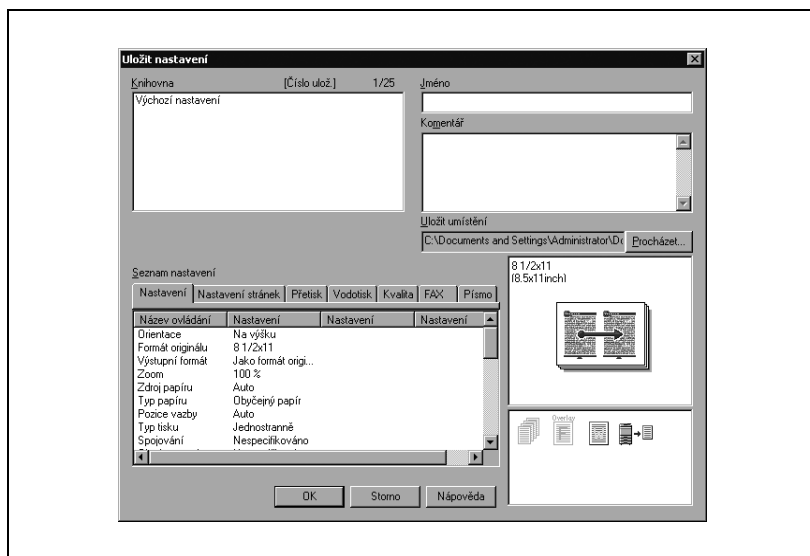 Uložit nastavení
Knihovna [Číslo ulož.] 1/25
Výchozí nastavení
Jméno
Komentář
Uložit umístění
C:\Documents and Settings\Administrator\Do Procházet...
Seznam nastavení
Nastavení Nastavení stránek Přetisk Vodotisk Kvalita FAX Písmo
Název ovládání Nastavení Nastavení Nastavení
Orientace Na výšku
Formát originálu 8 1/2x11
Výstupní formát Jako formát origi...
Zoom 100 %
Zdroj papíru Auto
Typ papíru Obyčejný papír
Pozice vazby Auto
Typ tisku Jednostranně
Spojování Nespecifikováno
8 1/2x11
(8.5x11inch)
Overlay
F
OK Storno Nápověda